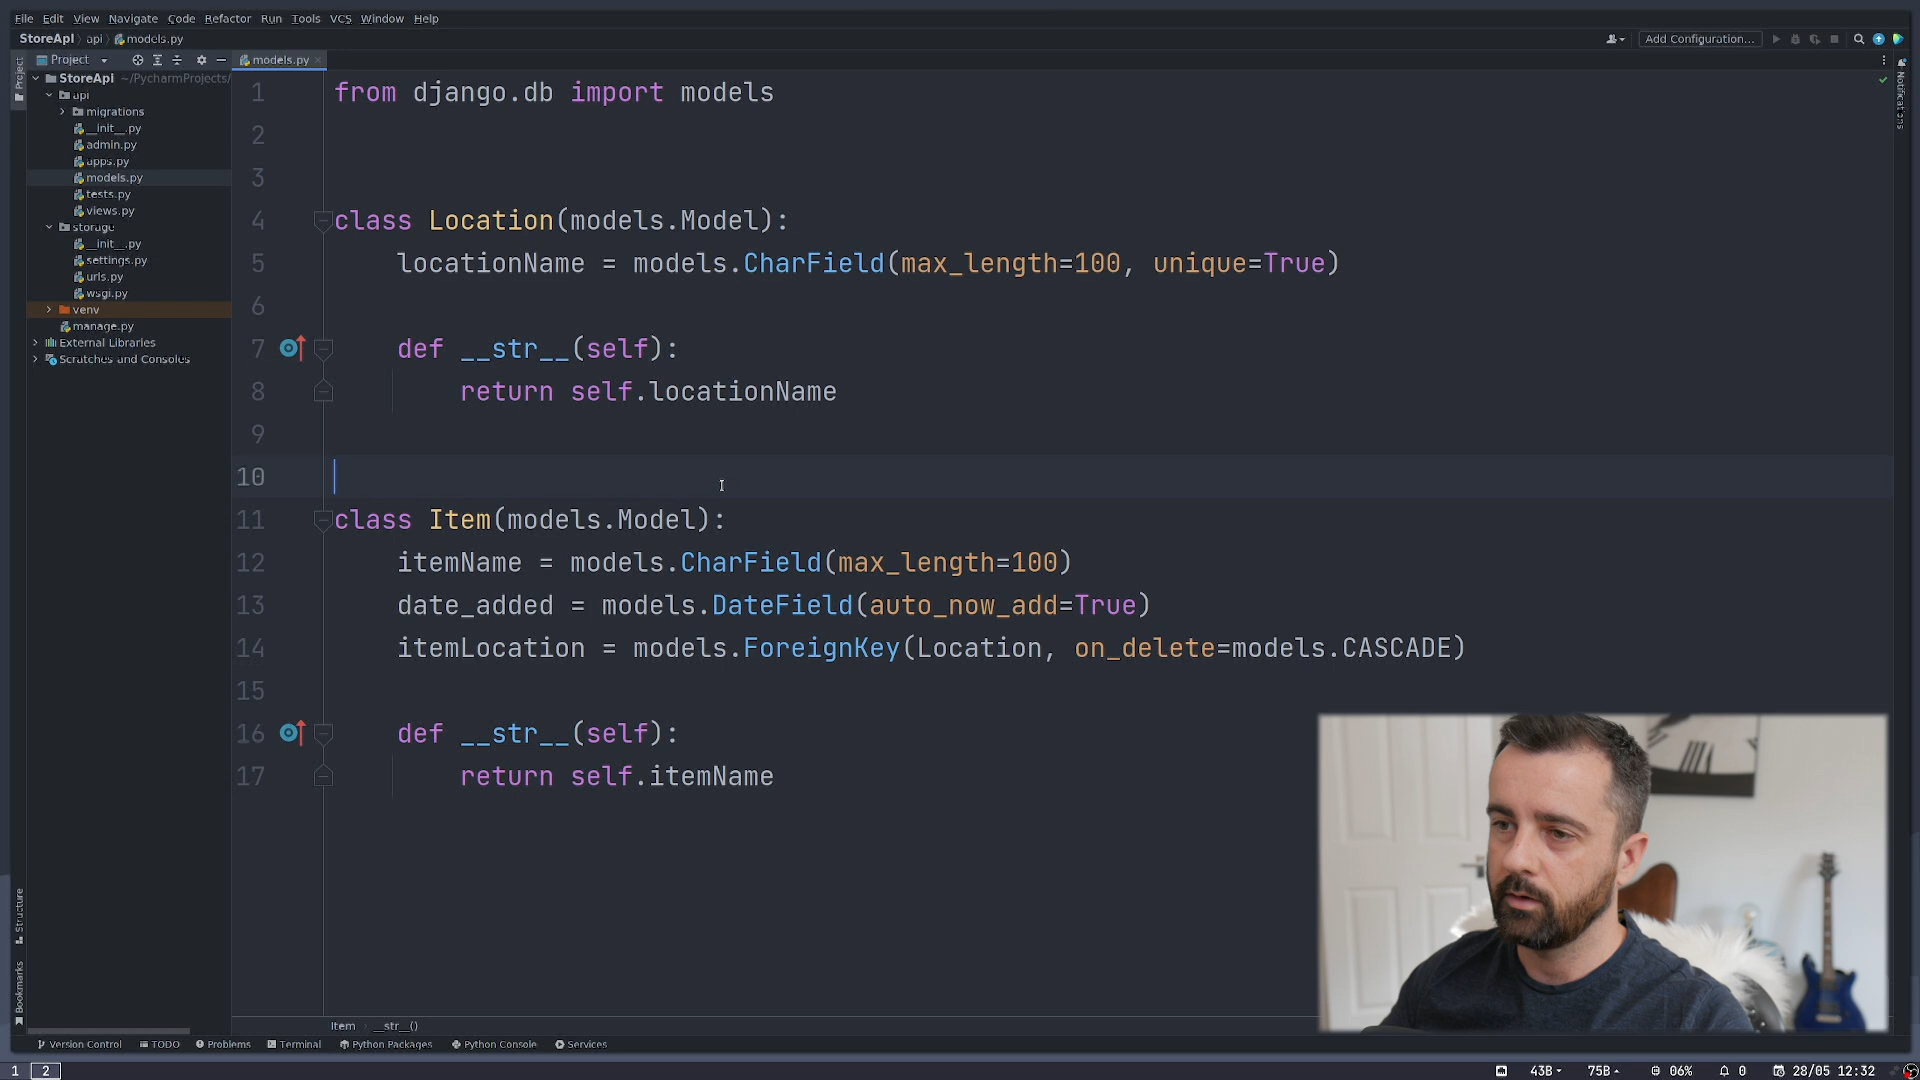 File Edit View Navigate Code Refactor Run Tools VCS Window Help
StoreApi api models.py
Add Configuration...
Project
models.py
StoreApi ~/PycharmProjects/
api
migrations
__init__.py
admin.py
apps.py
models.py
tests.py
views.py
storage
__init__.py
settings.py
urls.py
wsgi.py
venv
manage.py
External Libraries
Scratches and Consoles
Project
Structure
Bookmarks
1 from django.db import models
2
3
4 class Location(models.Model):
5 locationName = models.CharField(max_length=100, unique=True)
6
7 def __str__(self):
8 return self.locationName
9
10
11 class Item(models.Model):
12 itemName = models.CharField(max_length=100)
13 date_added = models.DateField(auto_now_add=True)
14 itemLocation = models.ForeignKey(Location, on_delete=models.CASCADE)
15
16 def __str__(self):
17 return self.itemName
Notifications
Item __str__()
Version Control TODO Problems Terminal Python Packages Python Console Services
1 2
43B 75B 06% 0 28/05 12:32